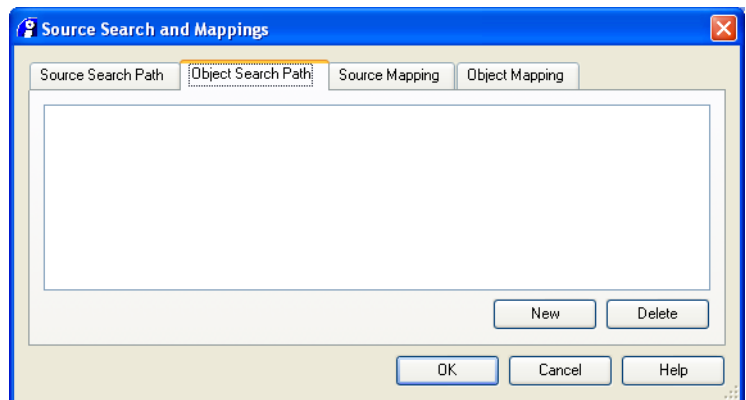 Source Search and Mappings
Source Search Path Object Search Path Source Mapping Object Mapping
New Delete
OK Cancel Help